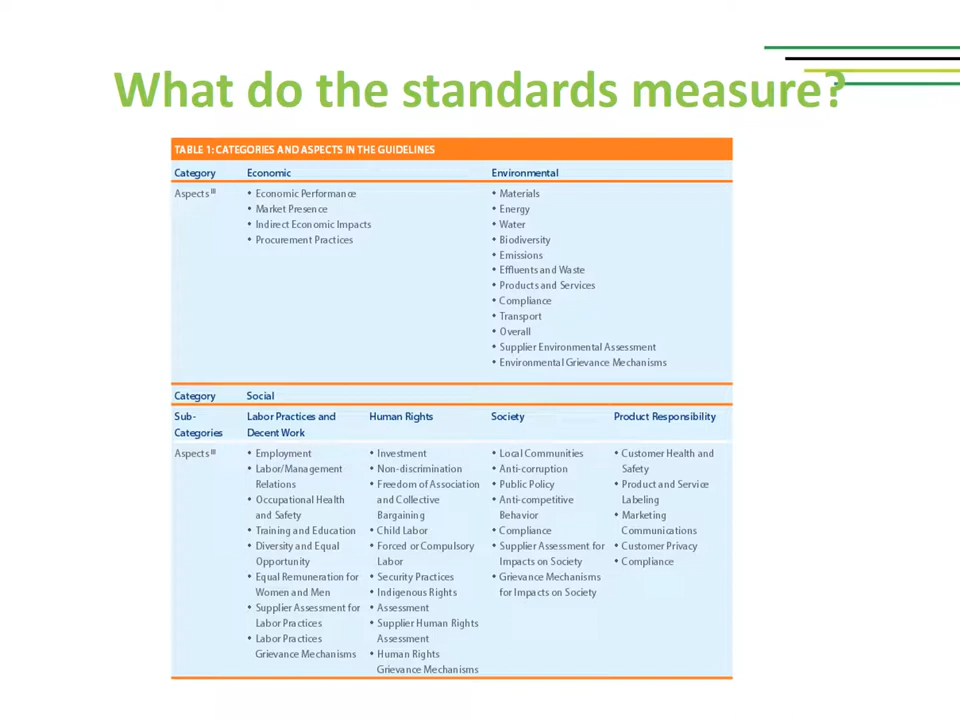 What do the standards measure?
TABLE 1: CATEGORIES AND ASPECTS IN THE GUIDELINES
Category Economic Environmental
Aspects III
• Economic Performance
• Market Presence
• Indirect Economic Impacts
• Procurement Practices
• Materials
• Energy
• Water
• Biodiversity
• Emissions
• Effluents and Waste
• Products and Services
• Compliance
• Transport
• Overall
• Supplier Environmental Assessment
• Environmental Grievance Mechanisms
Category Social
Sub-
Categories
Labor Practices and
Decent Work
Human Rights
Society
Product Responsibility
Aspects III
• Employment
• Labor/Management
Relations
• Occupational Health
and Safety
• Training and Education
• Diversity and Equal
Opportunity
• Equal Remuneration for
Women and Men
• Supplier Assessment for
Labor Practices
• Labor Practices
Grievance Mechanisms
• Investment
• Non-discrimination
• Freedom of Association
and Collective
Bargaining
• Child Labor
• Forced or Compulsory
Labor
• Security Practices
• Indigenous Rights
• Assessment
• Supplier Human Rights
Assessment
• Human Rights
Grievance Mechanisms
• Local Communities
• Anti-corruption
• Public Policy
• Anti-competitive
Behavior
• Compliance
• Supplier Assessment for
Impacts on Society
• Grievance Mechanisms
for Impacts on Society
• Customer Health and
Safety
• Product and Service
Labeling
• Marketing
Communications
• Customer Privacy
• Compliance